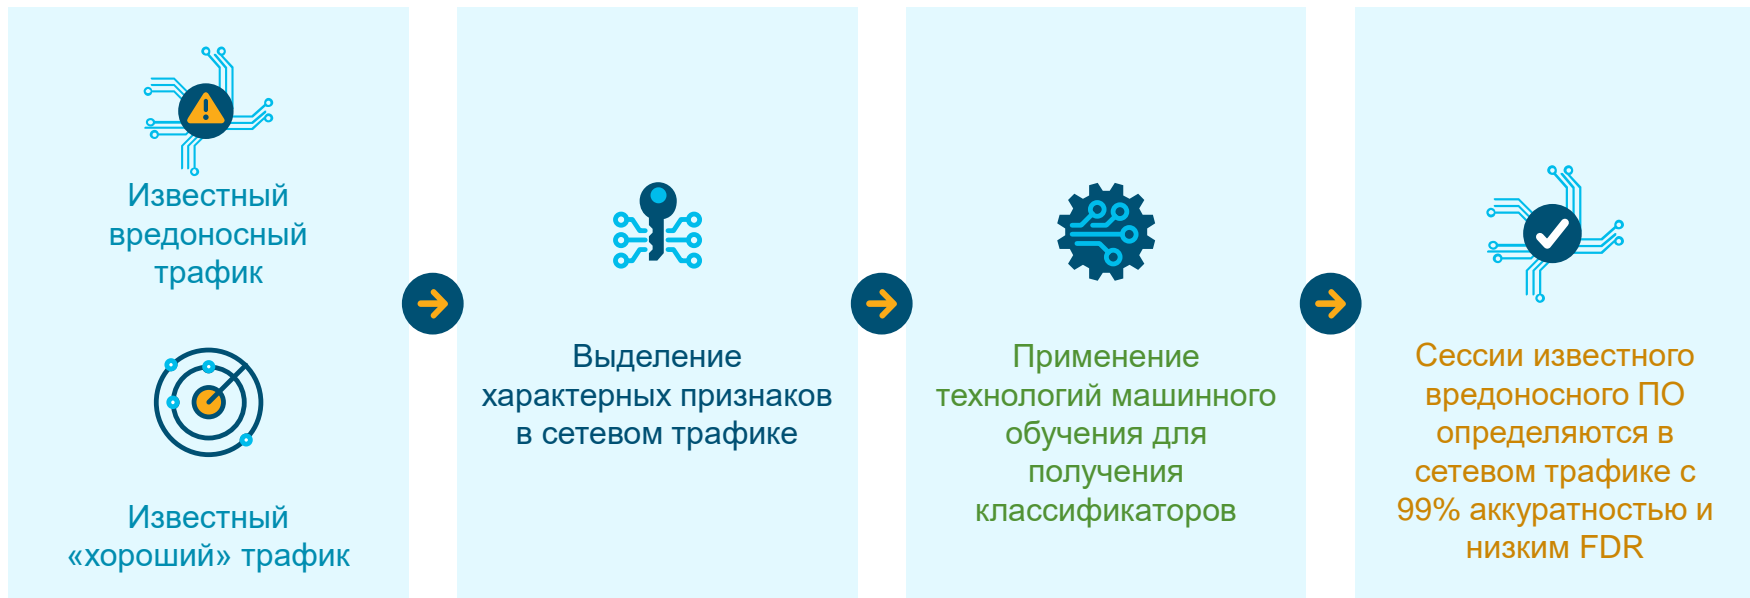 Известный
вредоносный
трафик
Известный
«хороший» трафик
Выделение
характерных признаков
в сетевом трафике
Применение
технологий машинного
обучения для
получения
классификаторов
Сессии известного
вредоносного ПО
определяются в
сетевом трафике с
99% аккуратностью и
низким FDR